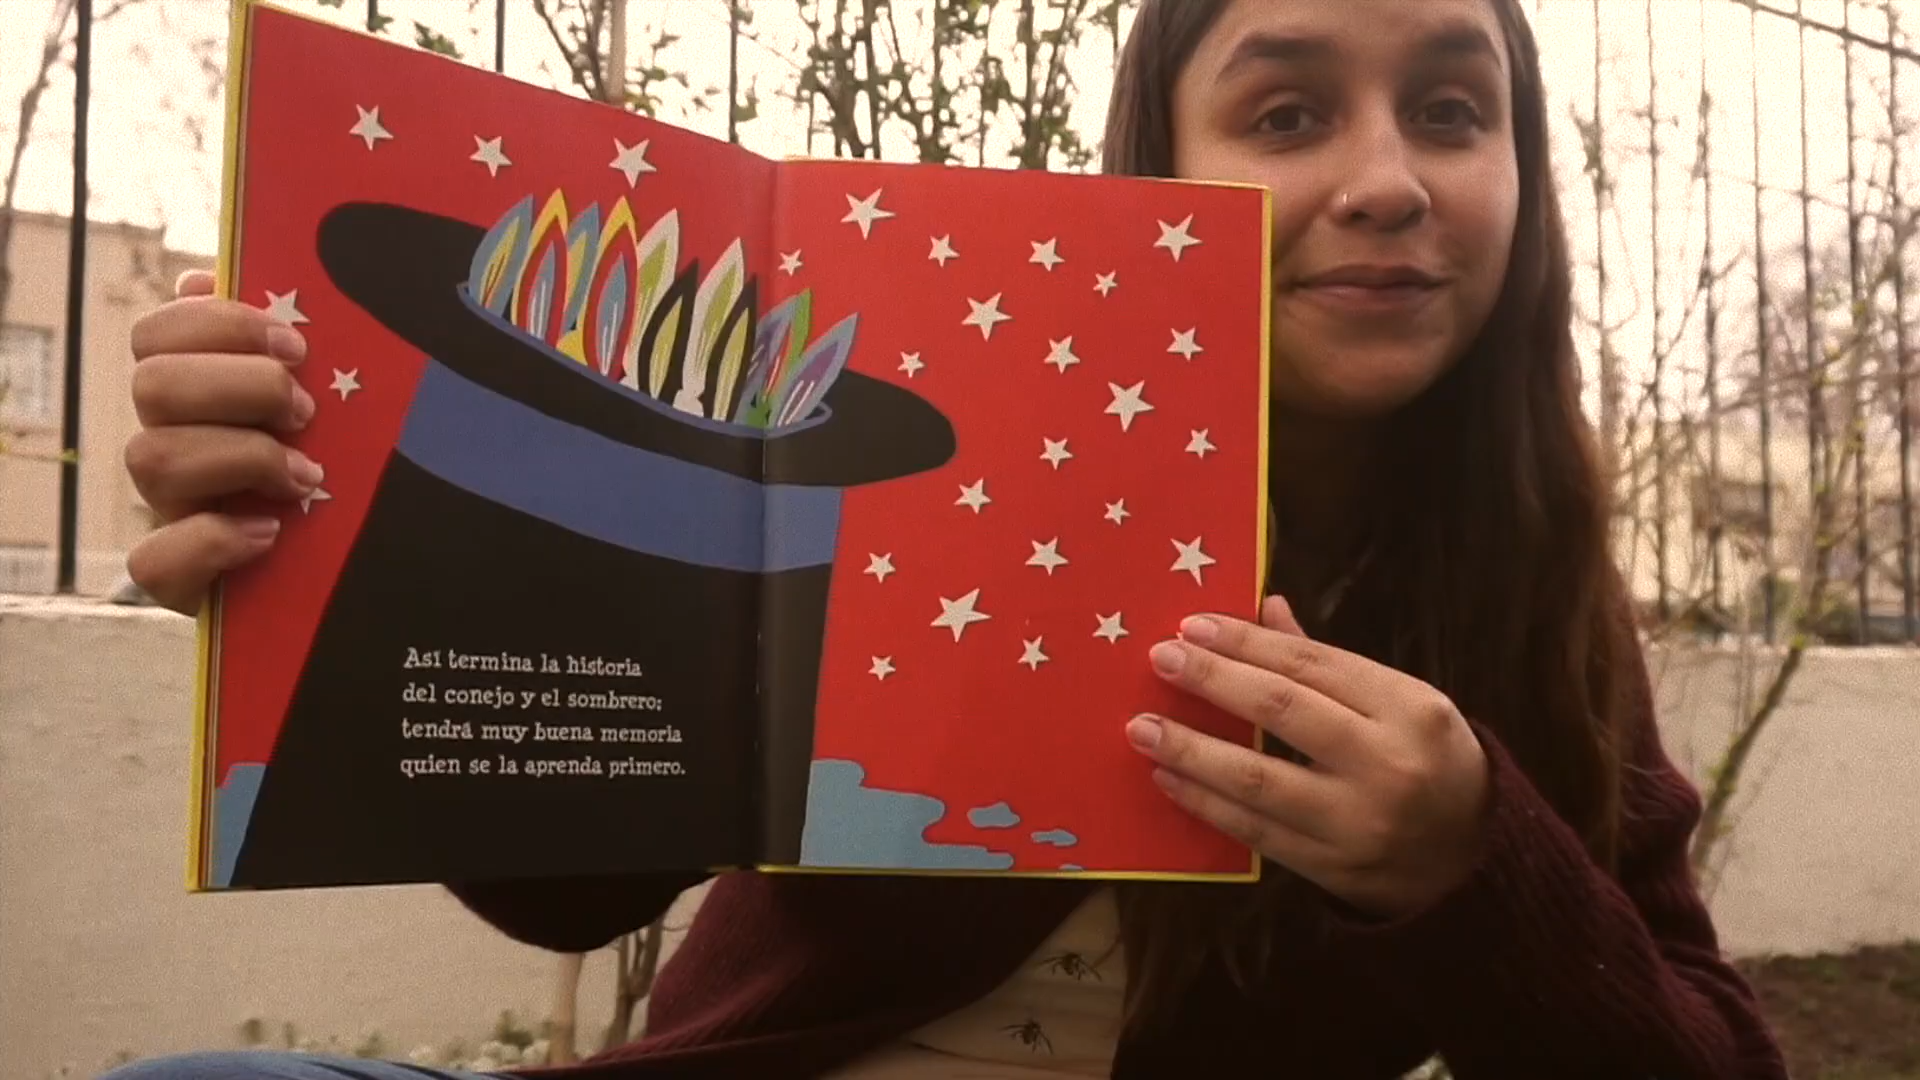 Así termina la historia
del conejo y el sombrero;
tendrá muy buena memoria
quien se la aprenda primero.